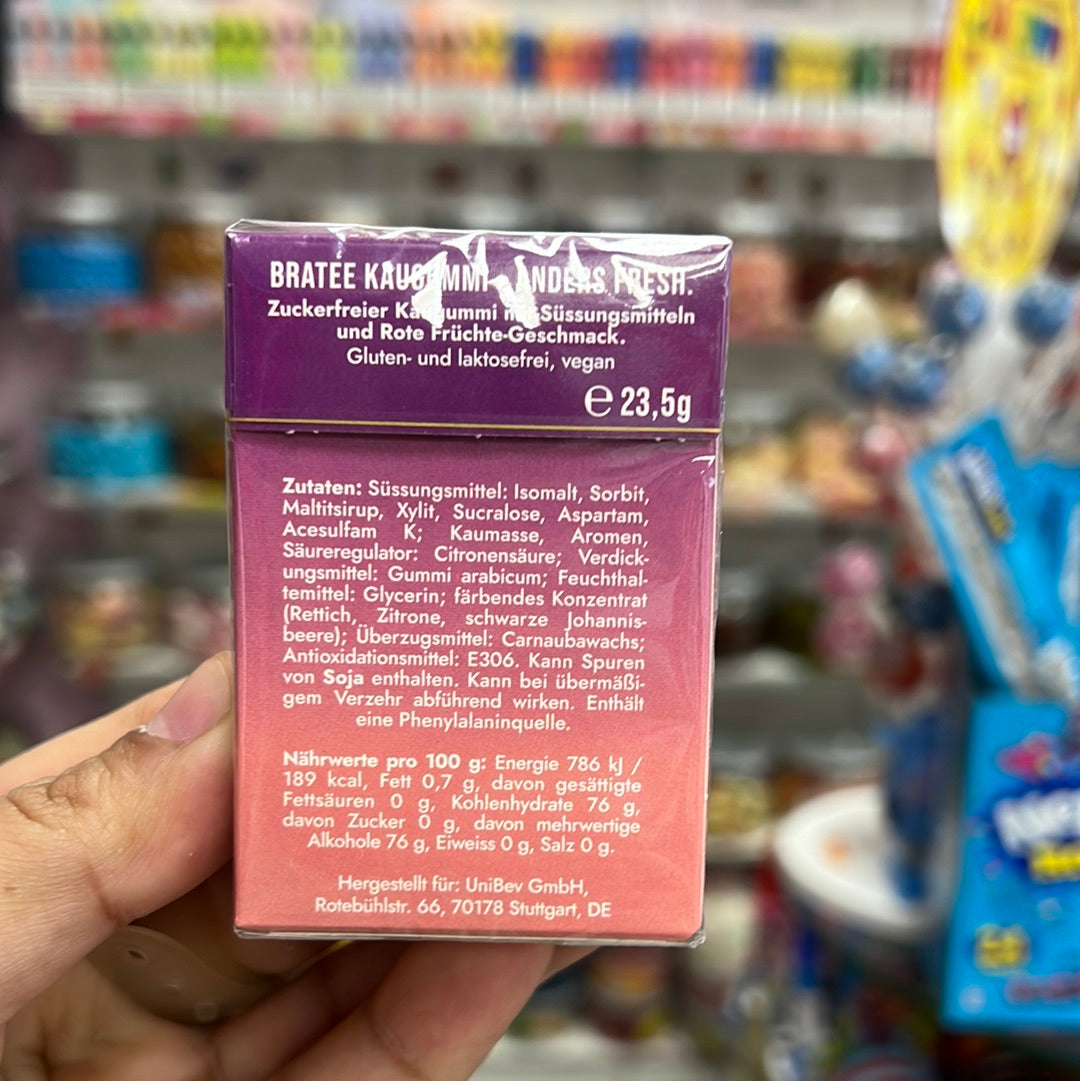 BRATEE KAUGUMMI - ANDERS FRESH.
Zuckerfreier Kaugummi mit Süssungsmitteln
und Rote Früchte-Geschmack.
Gluten- und laktosefrei, vegan
℮ 23,5g
Zutaten: Süssungsmittel: Isomalt, Sorbit,
Maltitsirup, Xylit, Sucralose, Aspartam,
Acesulfam K; Kaumasse, Aromen,
Säureregulator: Citronensäure; Verdick-
ungsmittel: Gummi arabicum; Feuchthal-
temittel: Glycerin; färbendes Konzentrat
(Rettich, Zitrone, schwarze Johannis-
beere); Überzugsmittel: Carnaubawachs;
Antioxidationsmittel: E306. Kann Spuren
von Soja enthalten. Kann bei übermäßi-
gem Verzehr abführend wirken. Enthält
eine Phenylalaninquelle.
Nährwerte pro 100 g: Energie 786 kJ /
189 kcal, Fett 0,7 g, davon gesättigte
Fettsäuren 0 g, Kohlenhydrate 76 g,
davon Zucker 0 g, davon mehrwertige
Alkohole 76 g, Eiweiss 0 g, Salz 0 g.
Hergestellt für: UniBev GmbH,
Rotebühlstr. 66, 70178 Stuttgart, DE